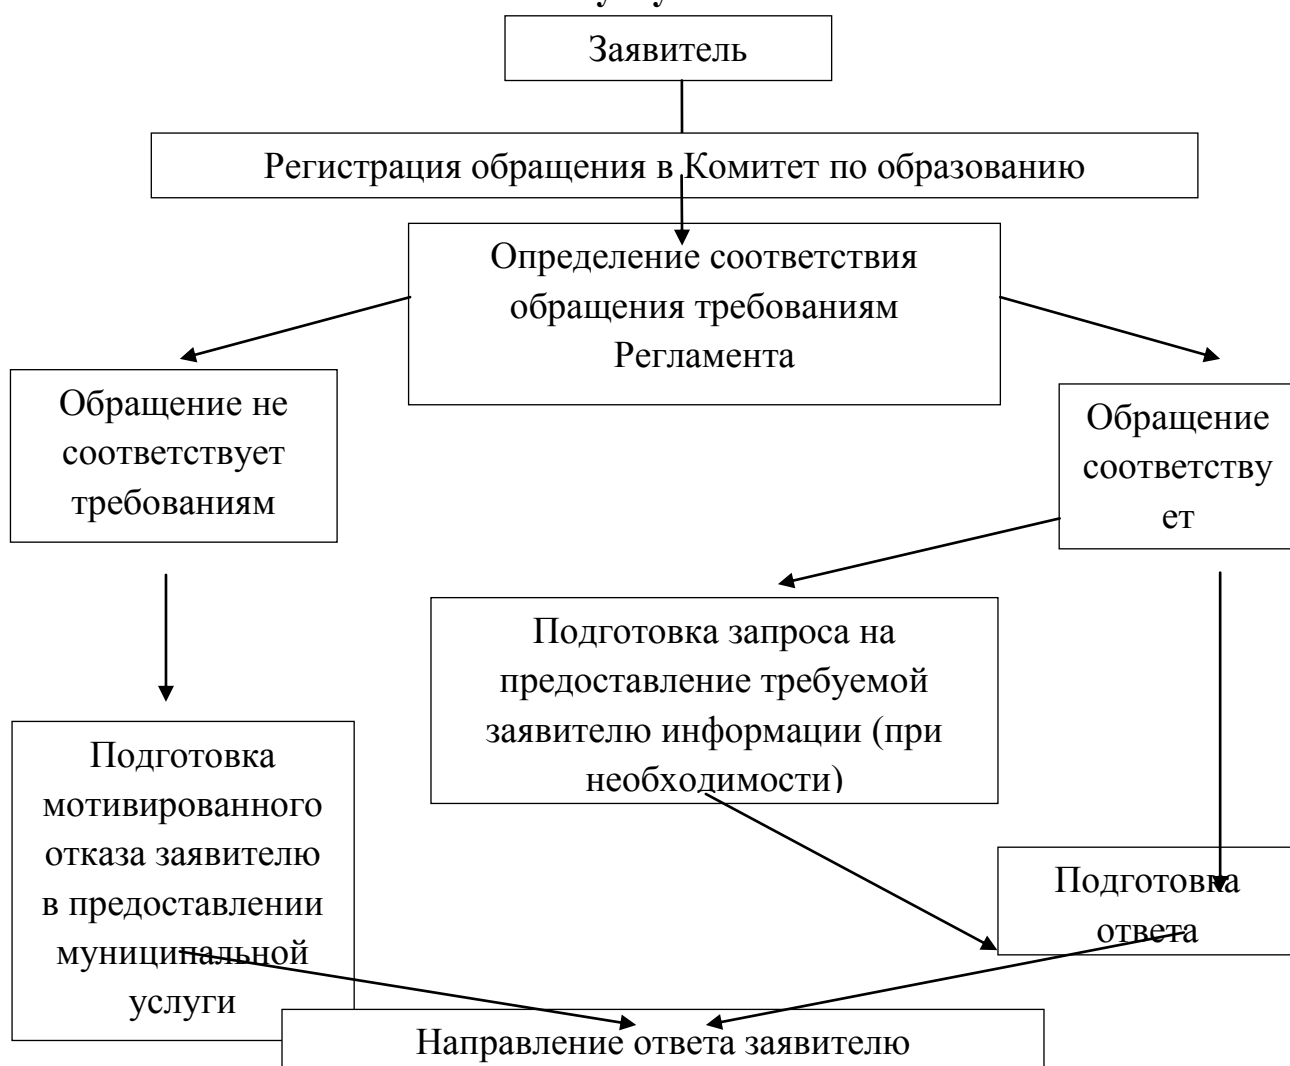 Заявитель
Регистрация обращения в Комитет по образованию
Определение соответствия
обращения требованиям
Регламента
Обращение не
соответствует
требованиям
Обращение
соответству
ет
Подготовка запроса на
предоставление требуемой
заявителю информации (при
необходимости)
Подготовка
мотивированного
отказа заявителю
в предоставлении
муниципальной
услуги
Подготовка
ответа
Направление ответа заявителю